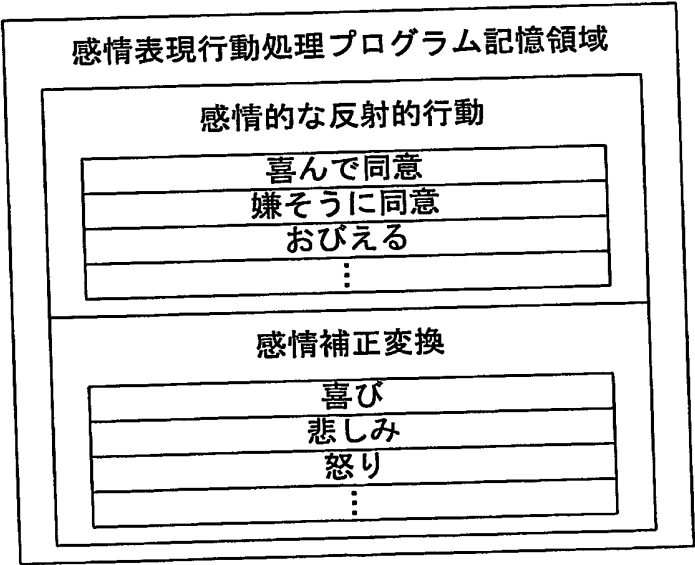 感情表現行動処理プログラム記憶領域
感情的な反射的行動
喜んで同意
嫌そうに同意
おびえる
⋮
感情補正変換
喜び
悲しみ
怒り
⋮